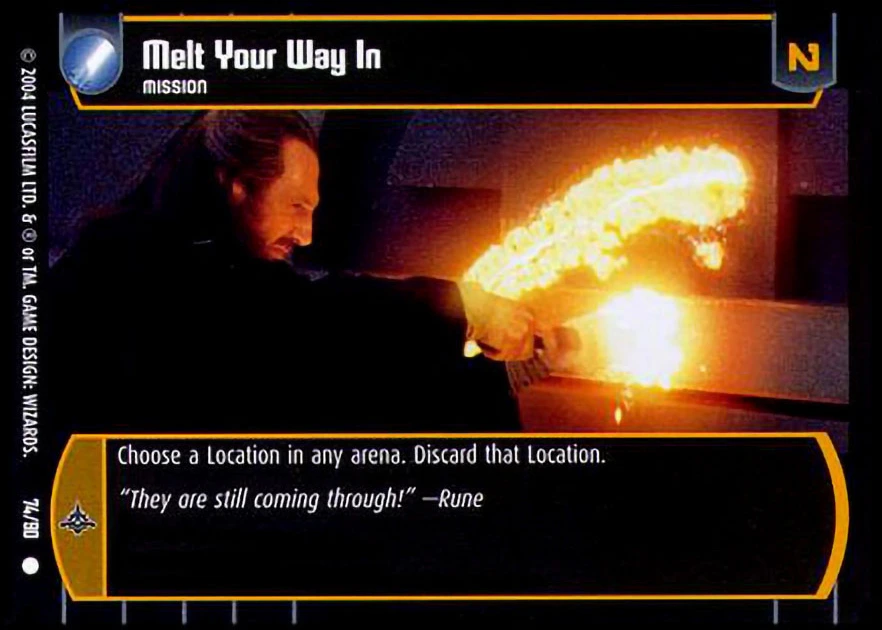 Melt Your Way In
MISSION
2
Choose a Location in any arena. Discard that Location.
“They are still coming through!” —Rune
© 2004 LUCASFILM LTD. & ® or TM. GAME DESIGN: WIZARDS. 74/90